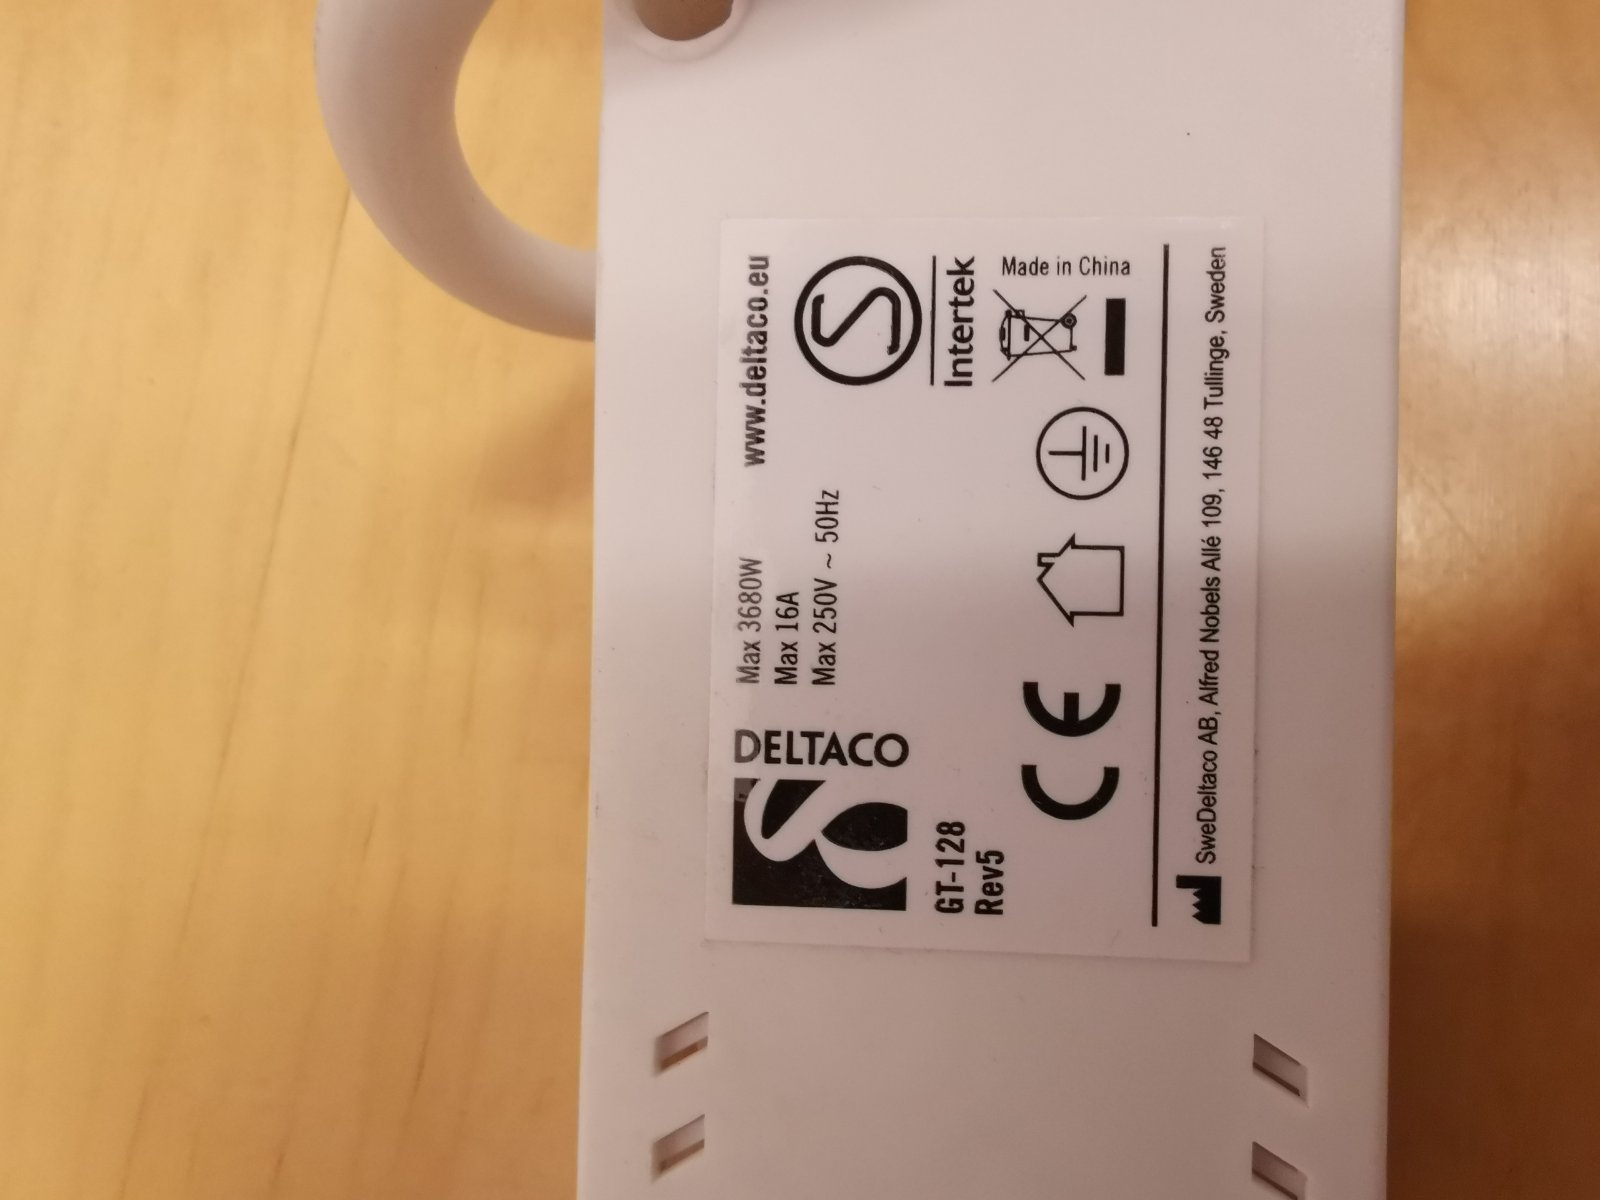 DELTACO
Max 3680W
Max 16A
Max 250V ~ 50Hz
www.deltaco.eu
S
Intertek
GT-128
Rev5
CE
Made in China
SweDeltaco AB, Alfred Nobels Allé 109, 146 48 Tullinge, Sweden